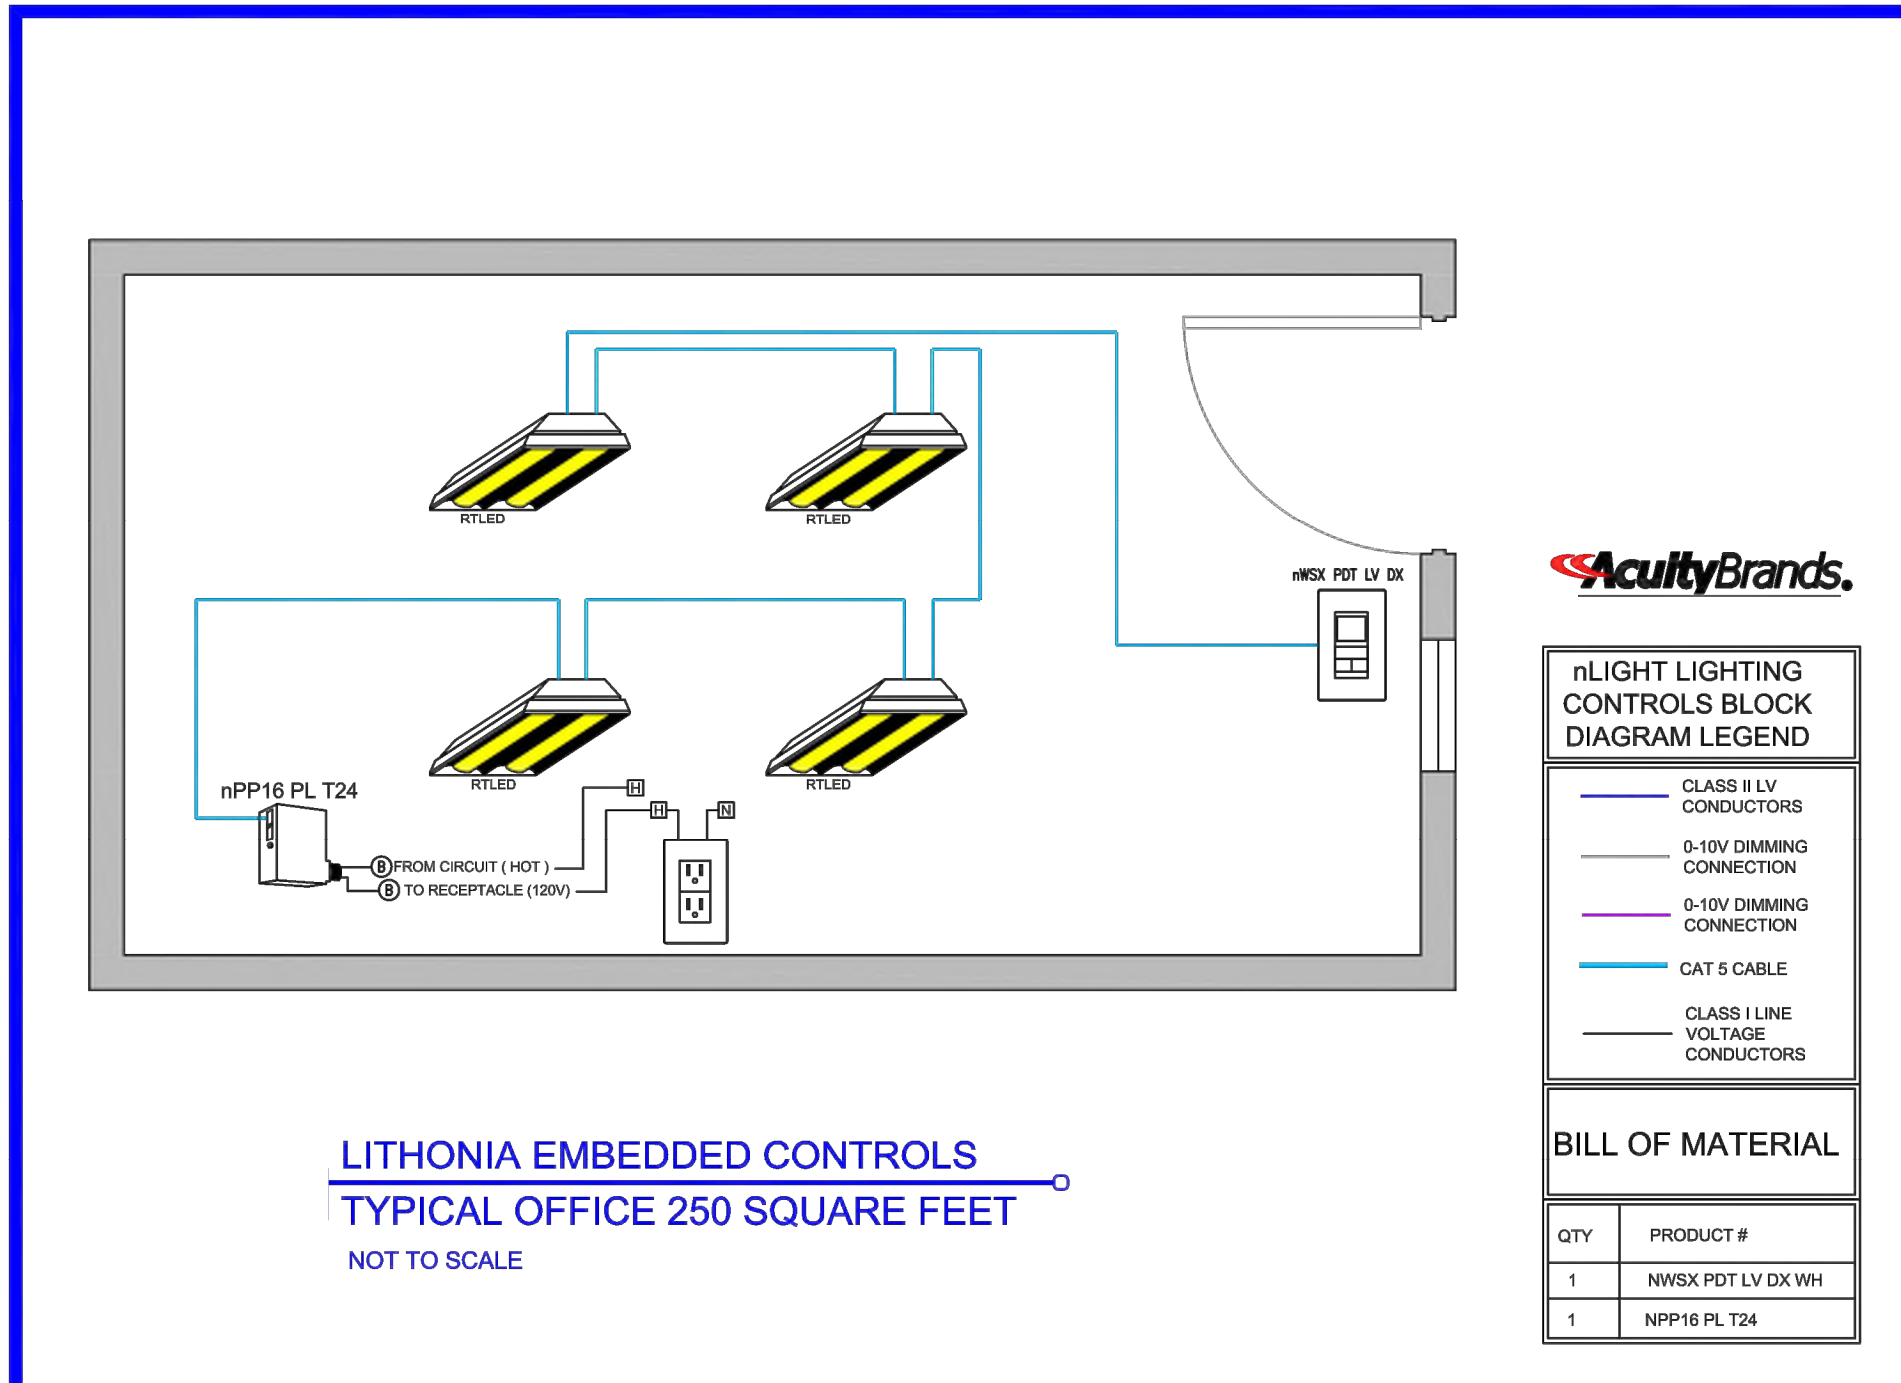 RTLED
RTLED
nWSX PDT LV DX
RTLED
RTLED
nPP16 PL T24
H
H
N
B FROM CIRCUIT ( HOT )
B TO RECEPTACLE (120V)
LITHONIA EMBEDDED CONTROLS
TYPICAL OFFICE 250 SQUARE FEET
NOT TO SCALE
AcuityBrands.
nLIGHT LIGHTING
CONTROLS BLOCK
DIAGRAM LEGEND
CLASS II LV
CONDUCTORS
0-10V DIMMING
CONNECTION
0-10V DIMMING
CONNECTION
CAT 5 CABLE
CLASS I LINE
VOLTAGE
CONDUCTORS
BILL OF MATERIAL
QTY PRODUCT #
1 NWSX PDT LV DX WH
1 NPP16 PL T24